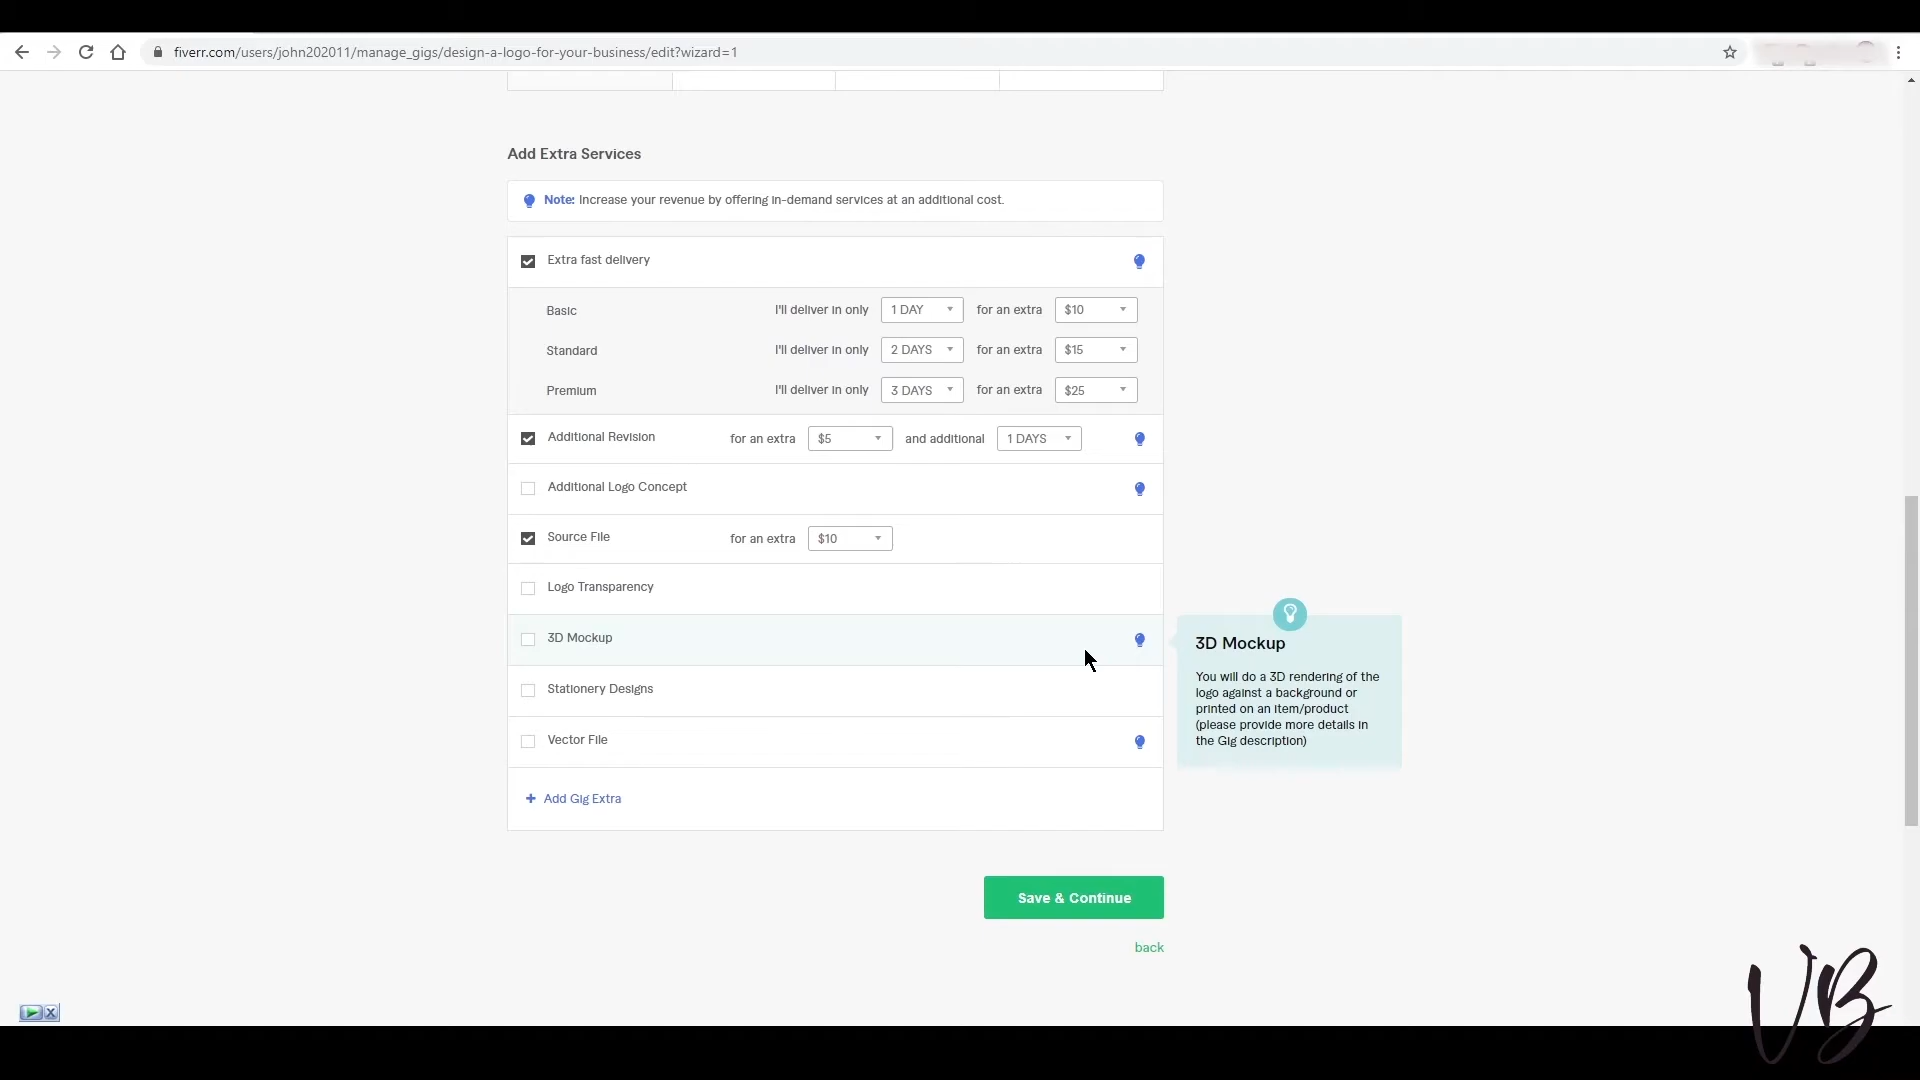 fiverr.com/users/john202011/manage_gigs/design-a-logo-for-your-business/edit?wizard=1
Add Extra Services
Note: Increase your revenue by offering in-demand services at an additional cost.
Extra fast delivery
Basic I'll deliver in only 1 DAY for an extra $10
Standard I'll deliver in only 2 DAYS for an extra $15
Premium I'll deliver in only 3 DAYS for an extra $25
Additional Revision for an extra $5 and additional 1 DAYS
Additional Logo Concept
Source File for an extra $10
Logo Transparency
3D Mockup
Stationery Designs
Vector File
+ Add Gig Extra
3D Mockup
You will do a 3D rendering of the
logo against a background or
printed on an item/product
(please provide more details in
the Gig description)
Save & Continue
back
VB